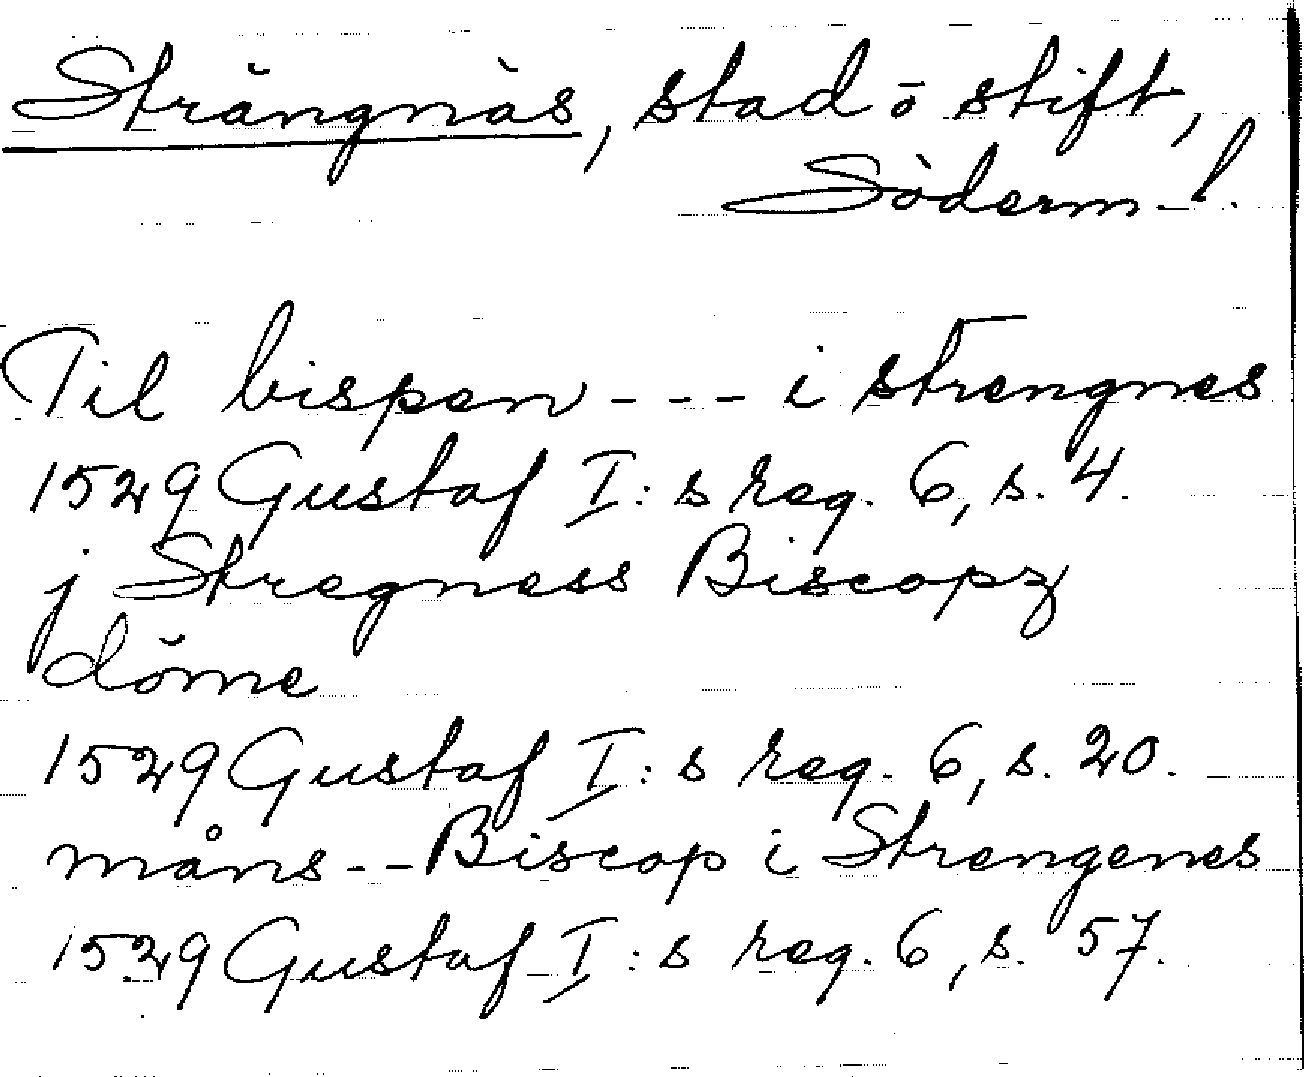 Strängnäs, stad o stift,
Söderm. l.
Til bispen - - - i strengnes
1529 Gustaf I:s reg. 6, s. 4.
j Stregness Biscopz
döme
1529 Gustaf I:s reg. 6, s. 20.
måns - - Biscop i Strengenes
1529 Gustaf I:s reg. 6, s. 57.